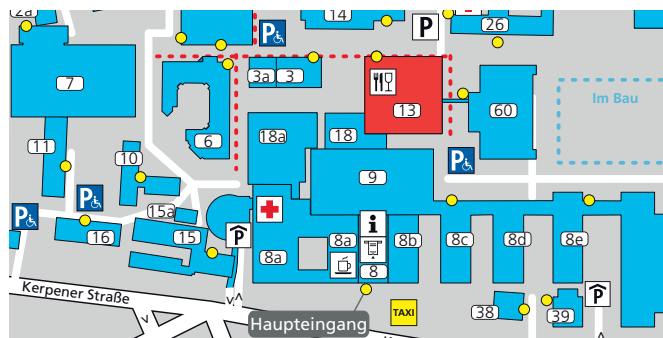 2a
14
P
26
P
7
3a
3
13
60
Im Bau
11
6
18a
18
10
P
9
P
15a
P
16
15
P
i
8a
8b
8c
8d
8e
8a
8
P
Kerpener Straße
38
39
TAXI
Haupteingang